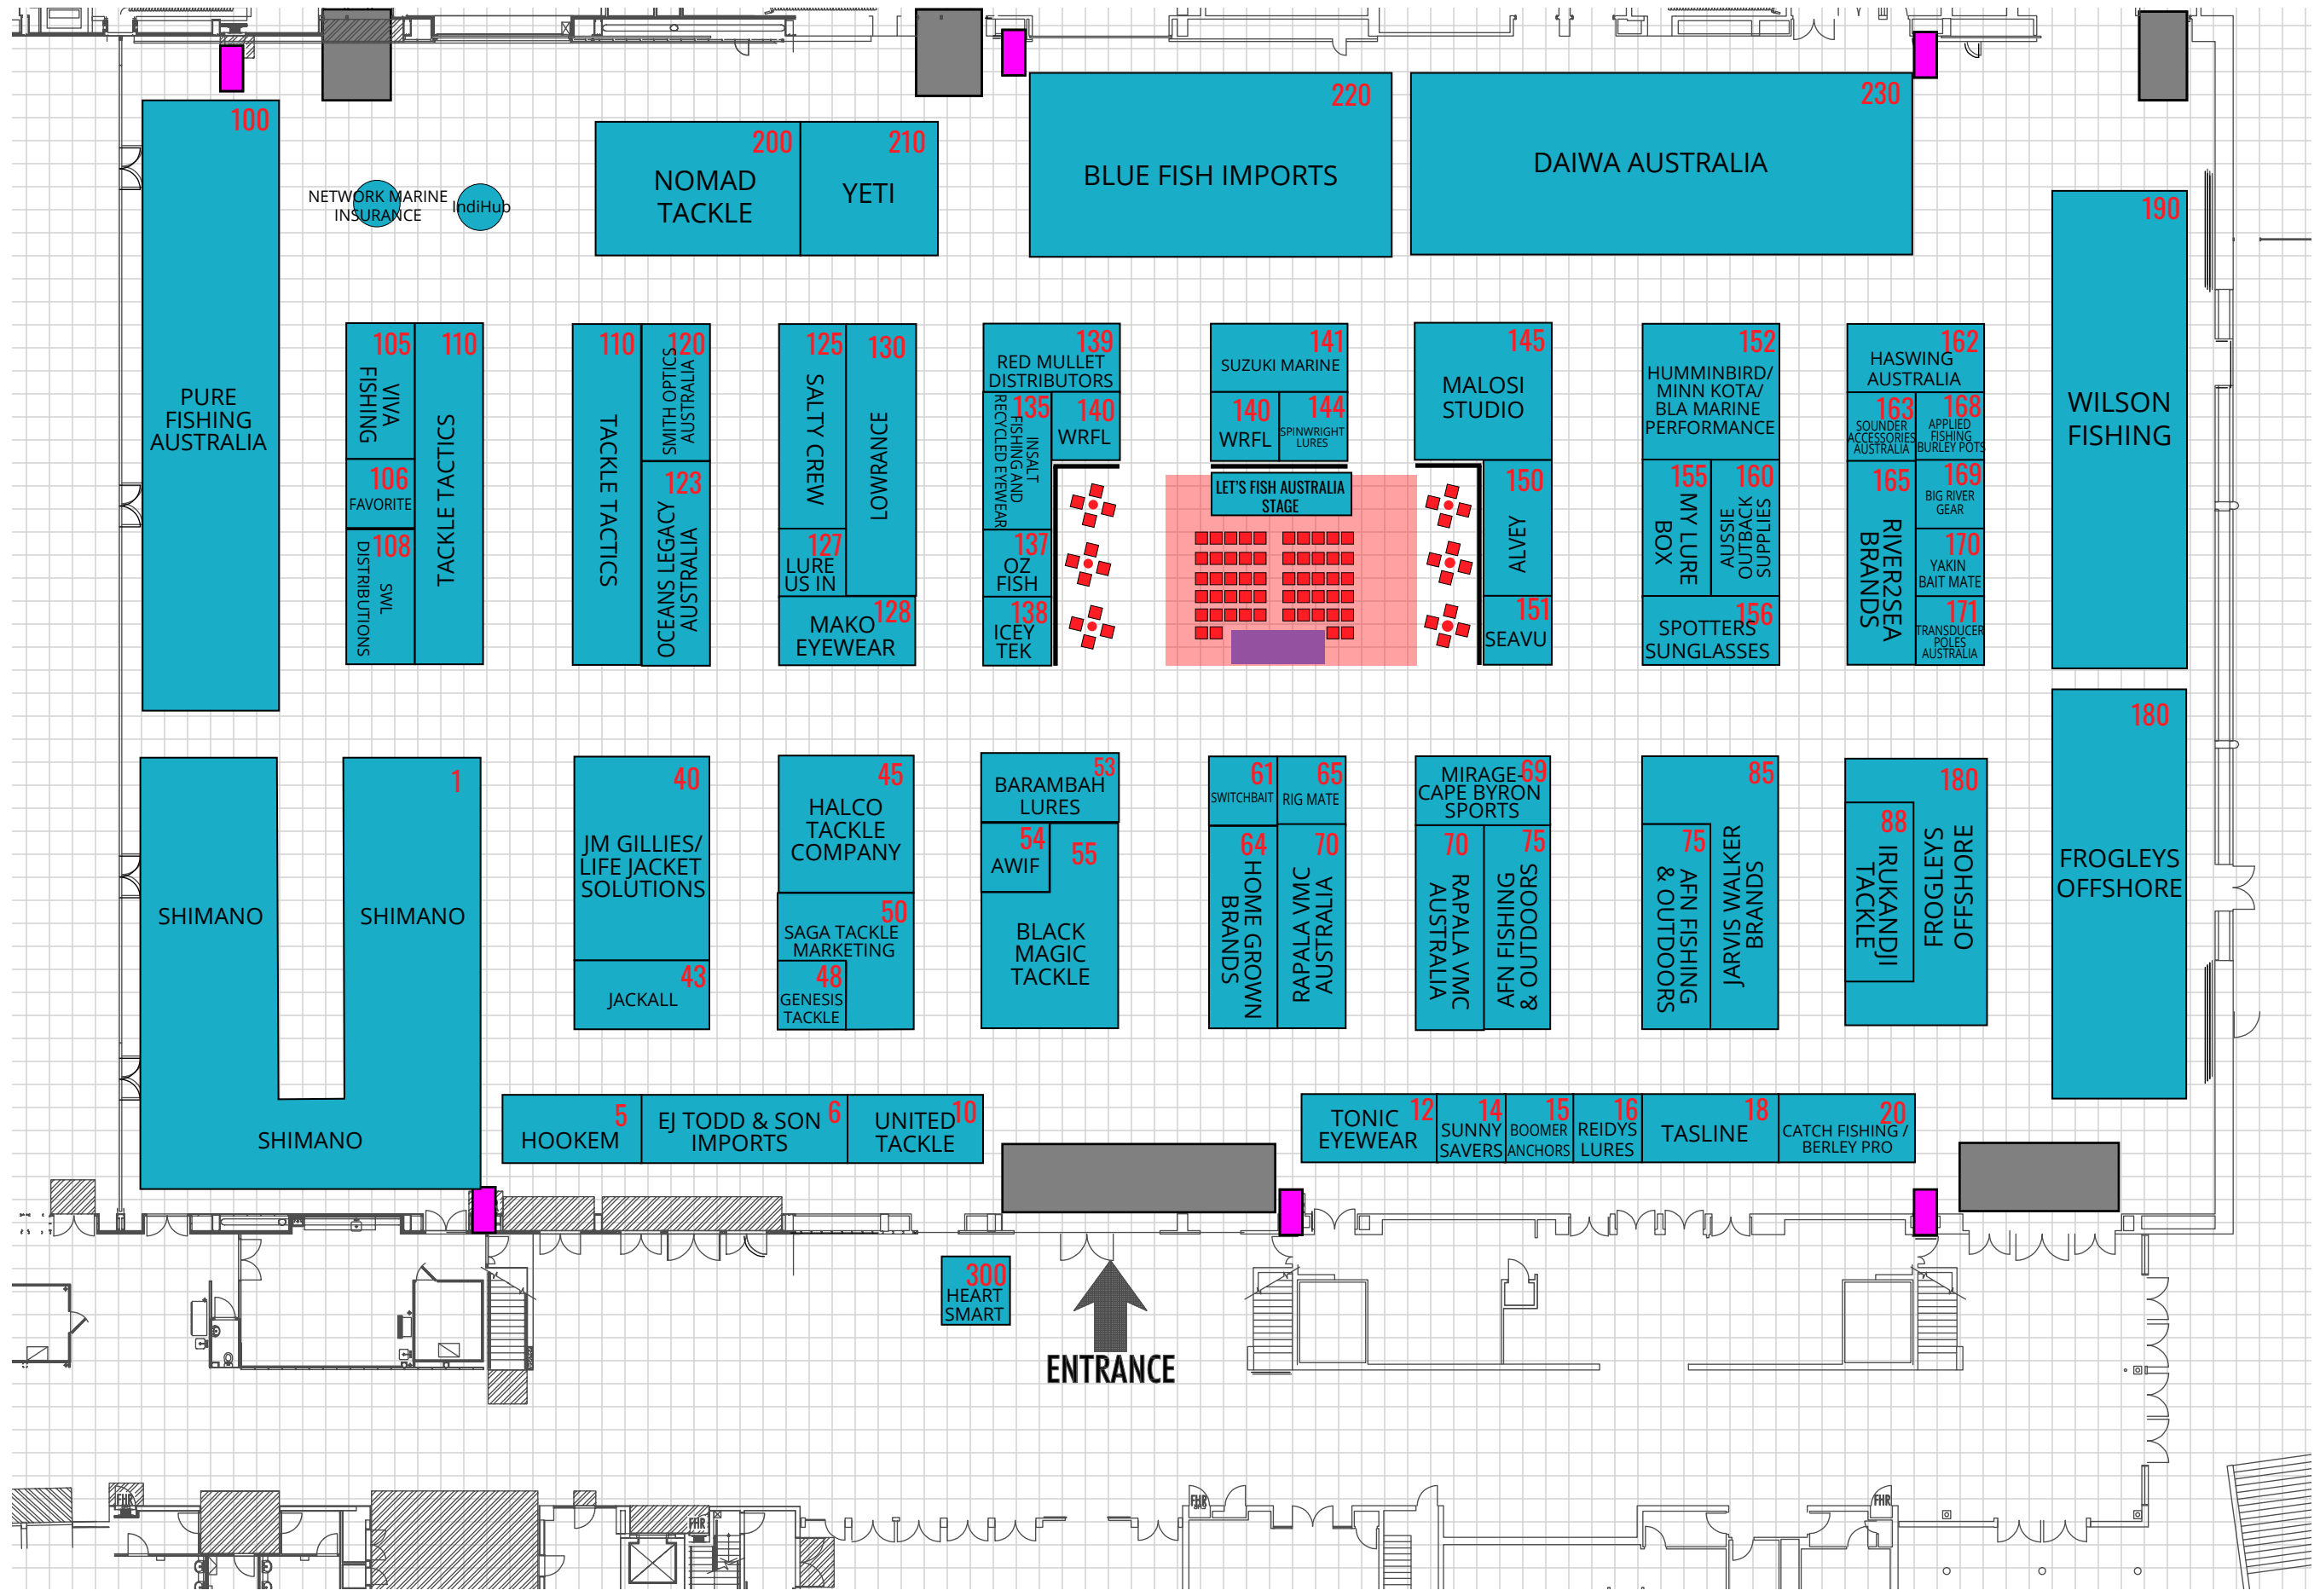 100
PURE
FISHING
AUSTRALIA
NETWORK MARINE
INSURANCE
IndiHub
200
NOMAD
TACKLE
210
YETI
220
BLUE FISH IMPORTS
230
DAIWA AUSTRALIA
190
WILSON
FISHING
105
VIVA
FISHING
106
FAVORITE
108
SWL
DISTRIBUTIONS
110
TACKLE TACTICS
110
TACKLE TACTICS
120
SMITH OPTICS
AUSTRALIA
123
OCEANS LEGACY
AUSTRALIA
125
SALTY CREW
127
LURE
US IN
128
MAKO
EYEWEAR
130
LOWRANCE
139
RED MULLET
DISTRIBUTORS
135
INSALT
FISHING AND
RECYCLED EYEWEAR
140
WRFL
137
OZ
FISH
138
ICEY
TEK
141
SUZUKI MARINE
140
WRFL
144
SPINWRIGHT
LURES
LET'S FISH AUSTRALIA
STAGE
145
MALOSI
STUDIO
150
ALVEY
151
SEAVU
152
HUMMINBIRD/
MINN KOTA/
BLA MARINE
PERFORMANCE
155
MY LURE
BOX
160
AUSSIE
OUTBACK
SUPPLIES
156
SPOTTERS
SUNGLASSES
162
HASWING
AUSTRALIA
163
SOUNDER
ACCESSORIES
AUSTRALIA
168
APPLIED
FISHING
BURLEY POTS
165
RIVER2SEA
BRANDS
169
BIG RIVER
GEAR
170
YAKIN
BAIT MATE
171
TRANSDUCER
POLES
AUSTRALIA
180
FROGLEYS
OFFSHORE
1
SHIMANO
SHIMANO
SHIMANO
40
JM GILLIES/
LIFE JACKET
SOLUTIONS
43
JACKALL
45
HALCO
TACKLE
COMPANY
50
SAGA TACKLE
MARKETING
48
GENESIS
TACKLE
53
BARAMBAH
LURES
54
AWIF
55
BLACK
MAGIC
TACKLE
61
SWITCHBAIT
65
RIG MATE
64
HOME GROWN
BRANDS
70
RAPALA VMC
AUSTRALIA
69
MIRAGE-
CAPE BYRON
SPORTS
70
RAPALA VMC
AUSTRALIA
75
AFN FISHING
& OUTDOORS
85
JARVIS WALKER
BRANDS
75
AFN FISHING
& OUTDOORS
180
FROGLEYS
OFFSHORE
88
IRUKANDJI
TACKLE
5
HOOKEM
6
EJ TODD & SON
IMPORTS
10
UNITED
TACKLE
12
TONIC
EYEWEAR
14
SUNNY
SAVERS
15
BOOMER
ANCHORS
16
REIDYS
LURES
18
TASLINE
20
CATCH FISHING /
BERLEY PRO
300
HEART
SMART
ENTRANCE
FHR
FHR
FHR
FHR